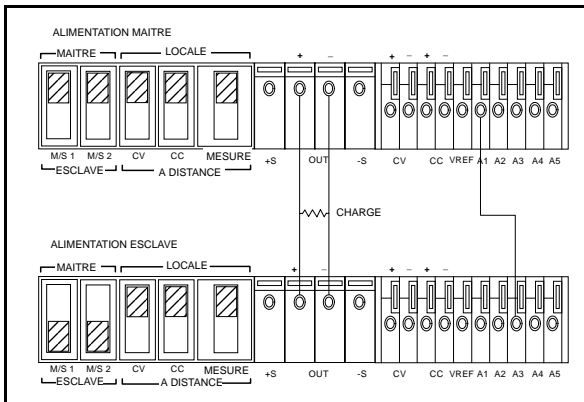 ALIMENTATION MAITRE
MAITRE LOCALE
+ – + – + –
M/S 1 M/S 2 CV CC MESURE +S OUT -S CV CC VREF A1 A2 A3 A4 A5
ESCLAVE A DISTANCE
CHARGE
ALIMENTATION ESCLAVE
MAITRE LOCALE
+ – + – + –
M/S 1 M/S 2 CV CC MESURE +S OUT -S CV CC VREF A1 A2 A3 A4 A5
ESCLAVE A DISTANCE